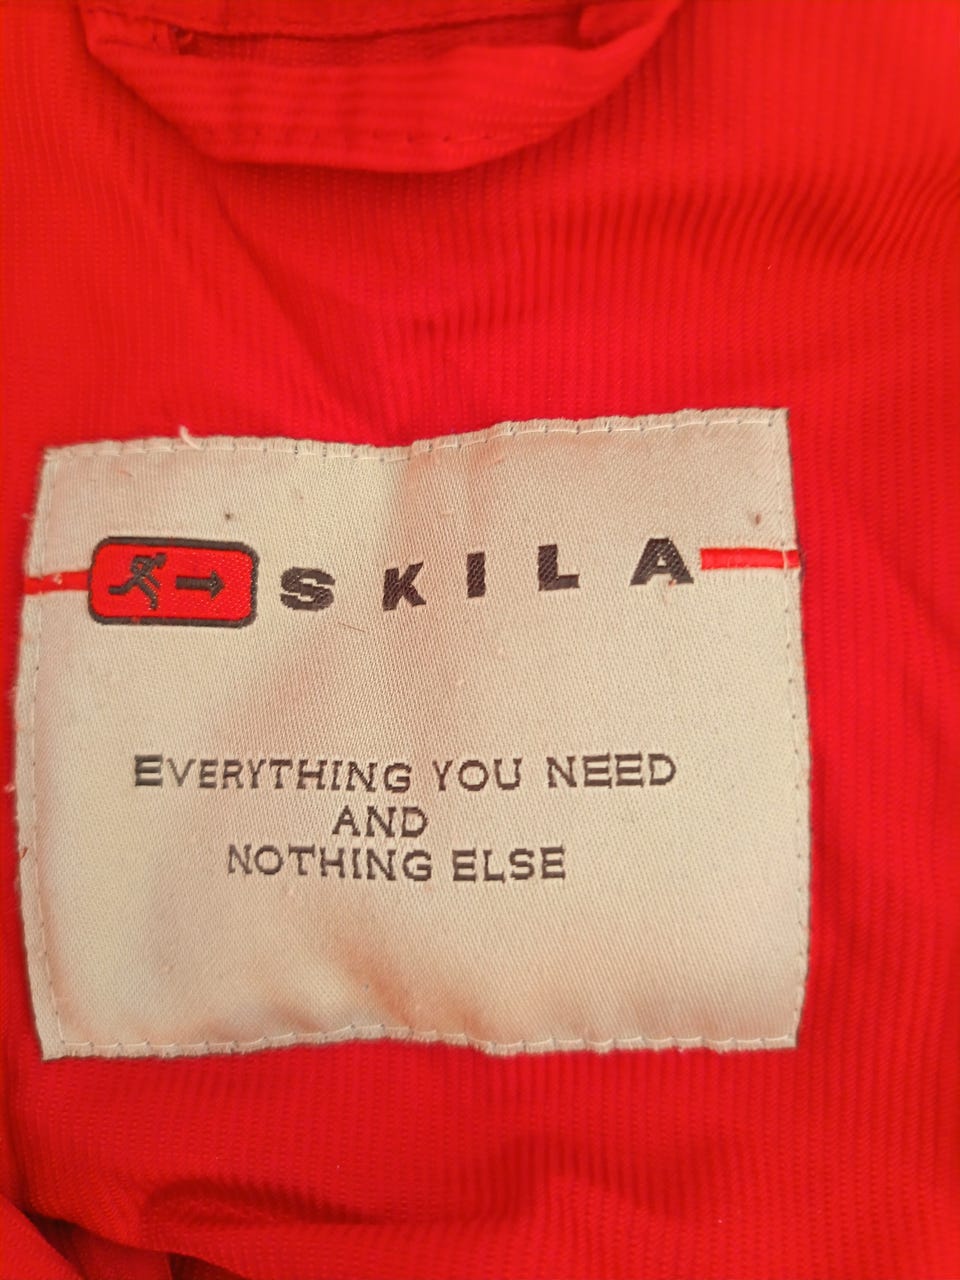 SKILA
EVERYTHING YOU NEED
AND
NOTHING ELSE